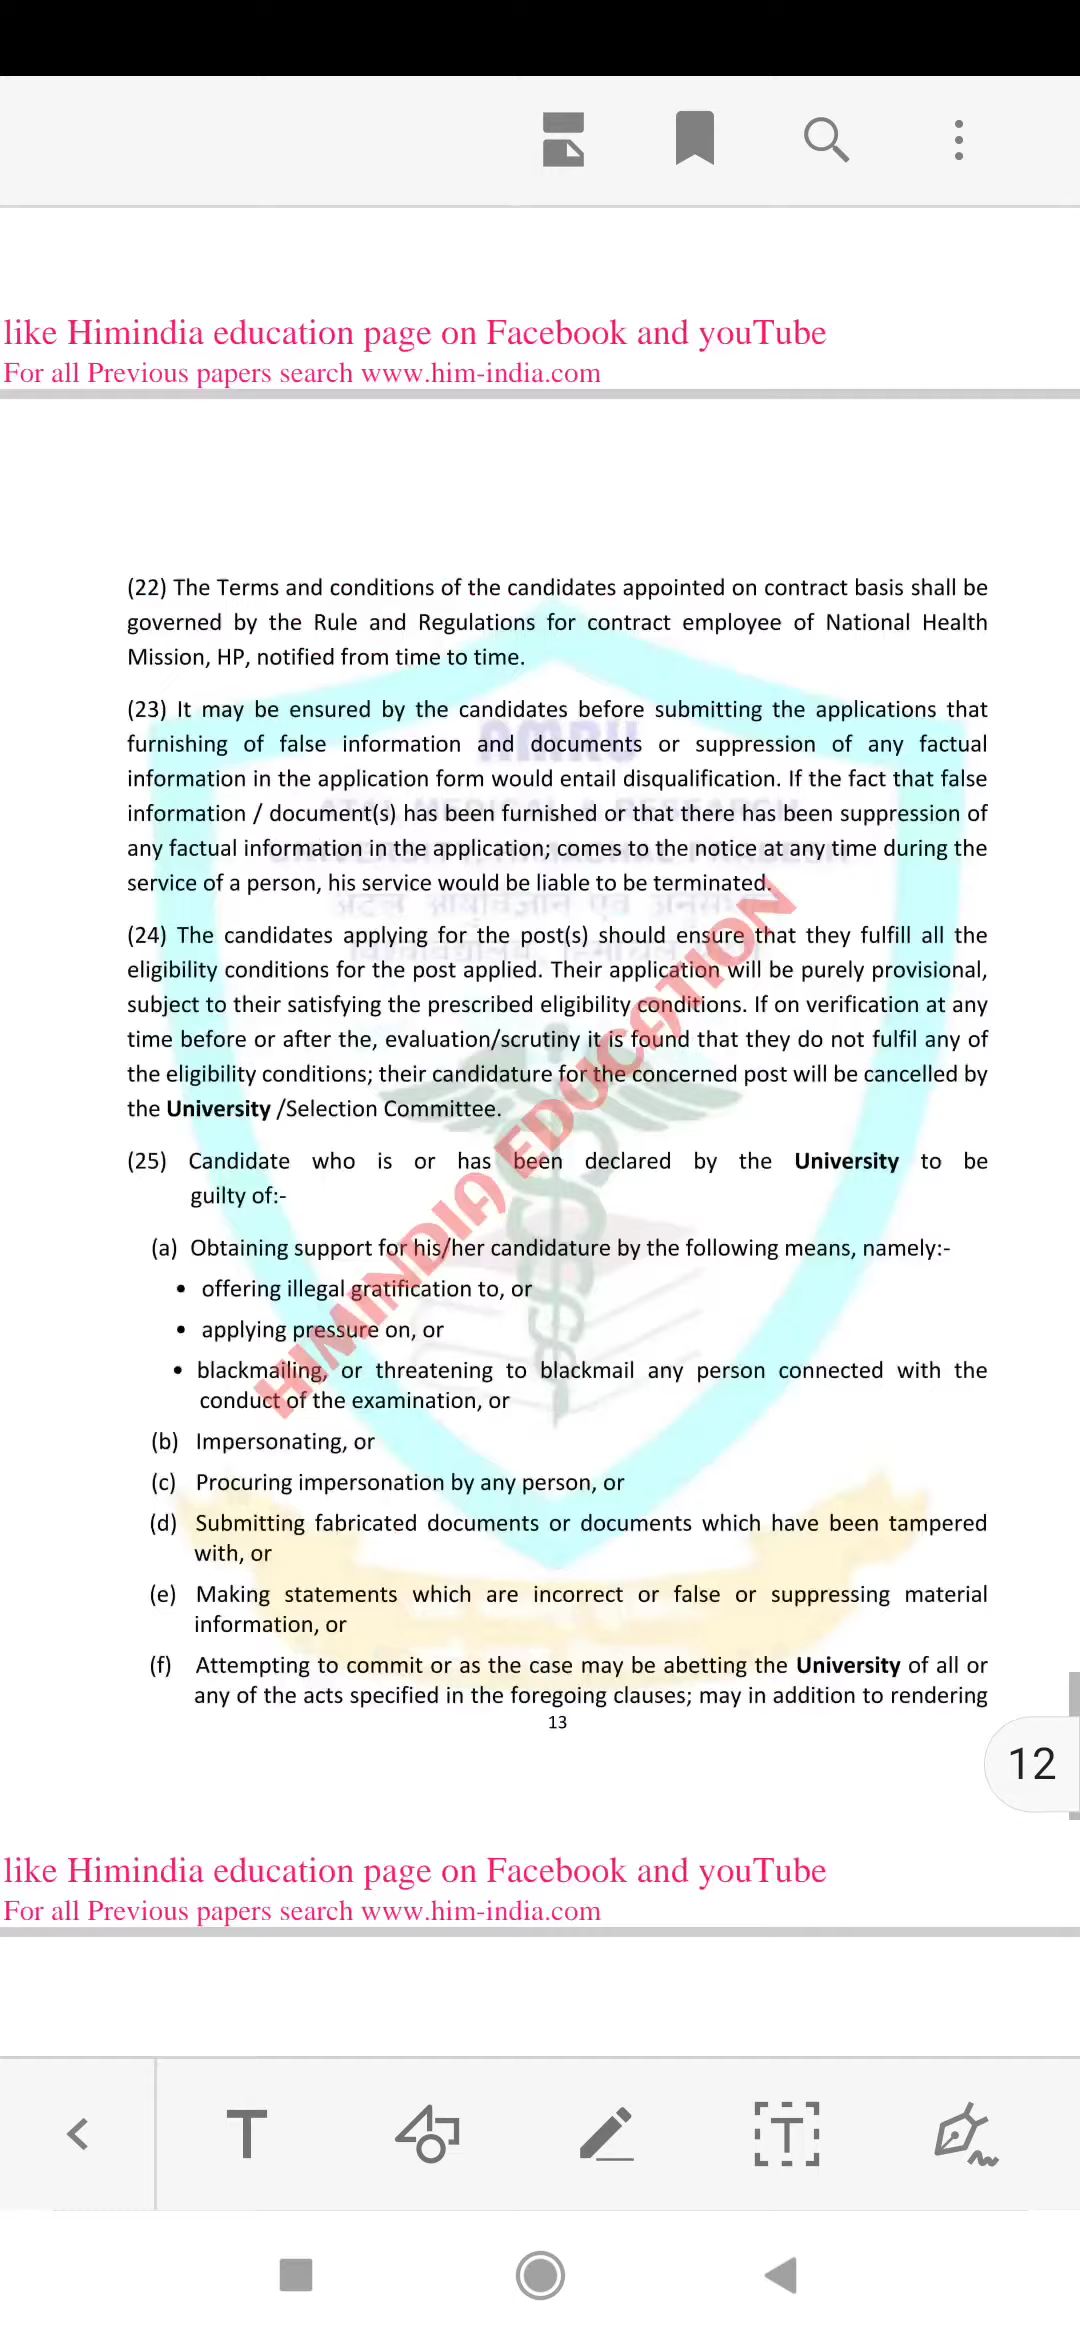 like Himindia education page on Facebook and youTube
For all Previous papers search www.him-india.com
(22) The Terms and conditions of the candidates appointed on contract basis shall be
governed by the Rule and Regulations for contract employee of National Health
Mission, HP, notified from time to time.
(23) It may be ensured by the candidates before submitting the applications that
furnishing of false information and documents or suppression of any factual
information in the application form would entail disqualification. If the fact that false
information / document(s) has been furnished or that there has been suppression of
any factual information in the application; comes to the notice at any time during the
service of a person, his service would be liable to be terminated.
(24) The candidates applying for the post(s) should ensure that they fulfill all the
eligibility conditions for the post applied. Their application will be purely provisional,
subject to their satisfying the prescribed eligibility conditions. If on verification at any
time before or after the, evaluation/scrutiny it is found that they do not fulfil any of
the eligibility conditions; their candidature for the concerned post will be cancelled by
the University /Selection Committee.
(25) Candidate who is or has been declared by the University to be
guilty of:-
(a) Obtaining support for his/her candidature by the following means, namely:-
• offering illegal gratification to, or
• applying pressure on, or
• blackmailing, or threatening to blackmail any person connected with the
conduct of the examination, or
(b) Impersonating, or
(c) Procuring impersonation by any person, or
(d) Submitting fabricated documents or documents which have been tampered
with, or
(e) Making statements which are incorrect or false or suppressing material
information, or
(f) Attempting to commit or as the case may be abetting the University of all or
any of the acts specified in the foregoing clauses; may in addition to rendering
13
12
AMRU
HIMINDIA EDUCATION
like Himindia education page on Facebook and youTube
For all Previous papers search www.him-india.com